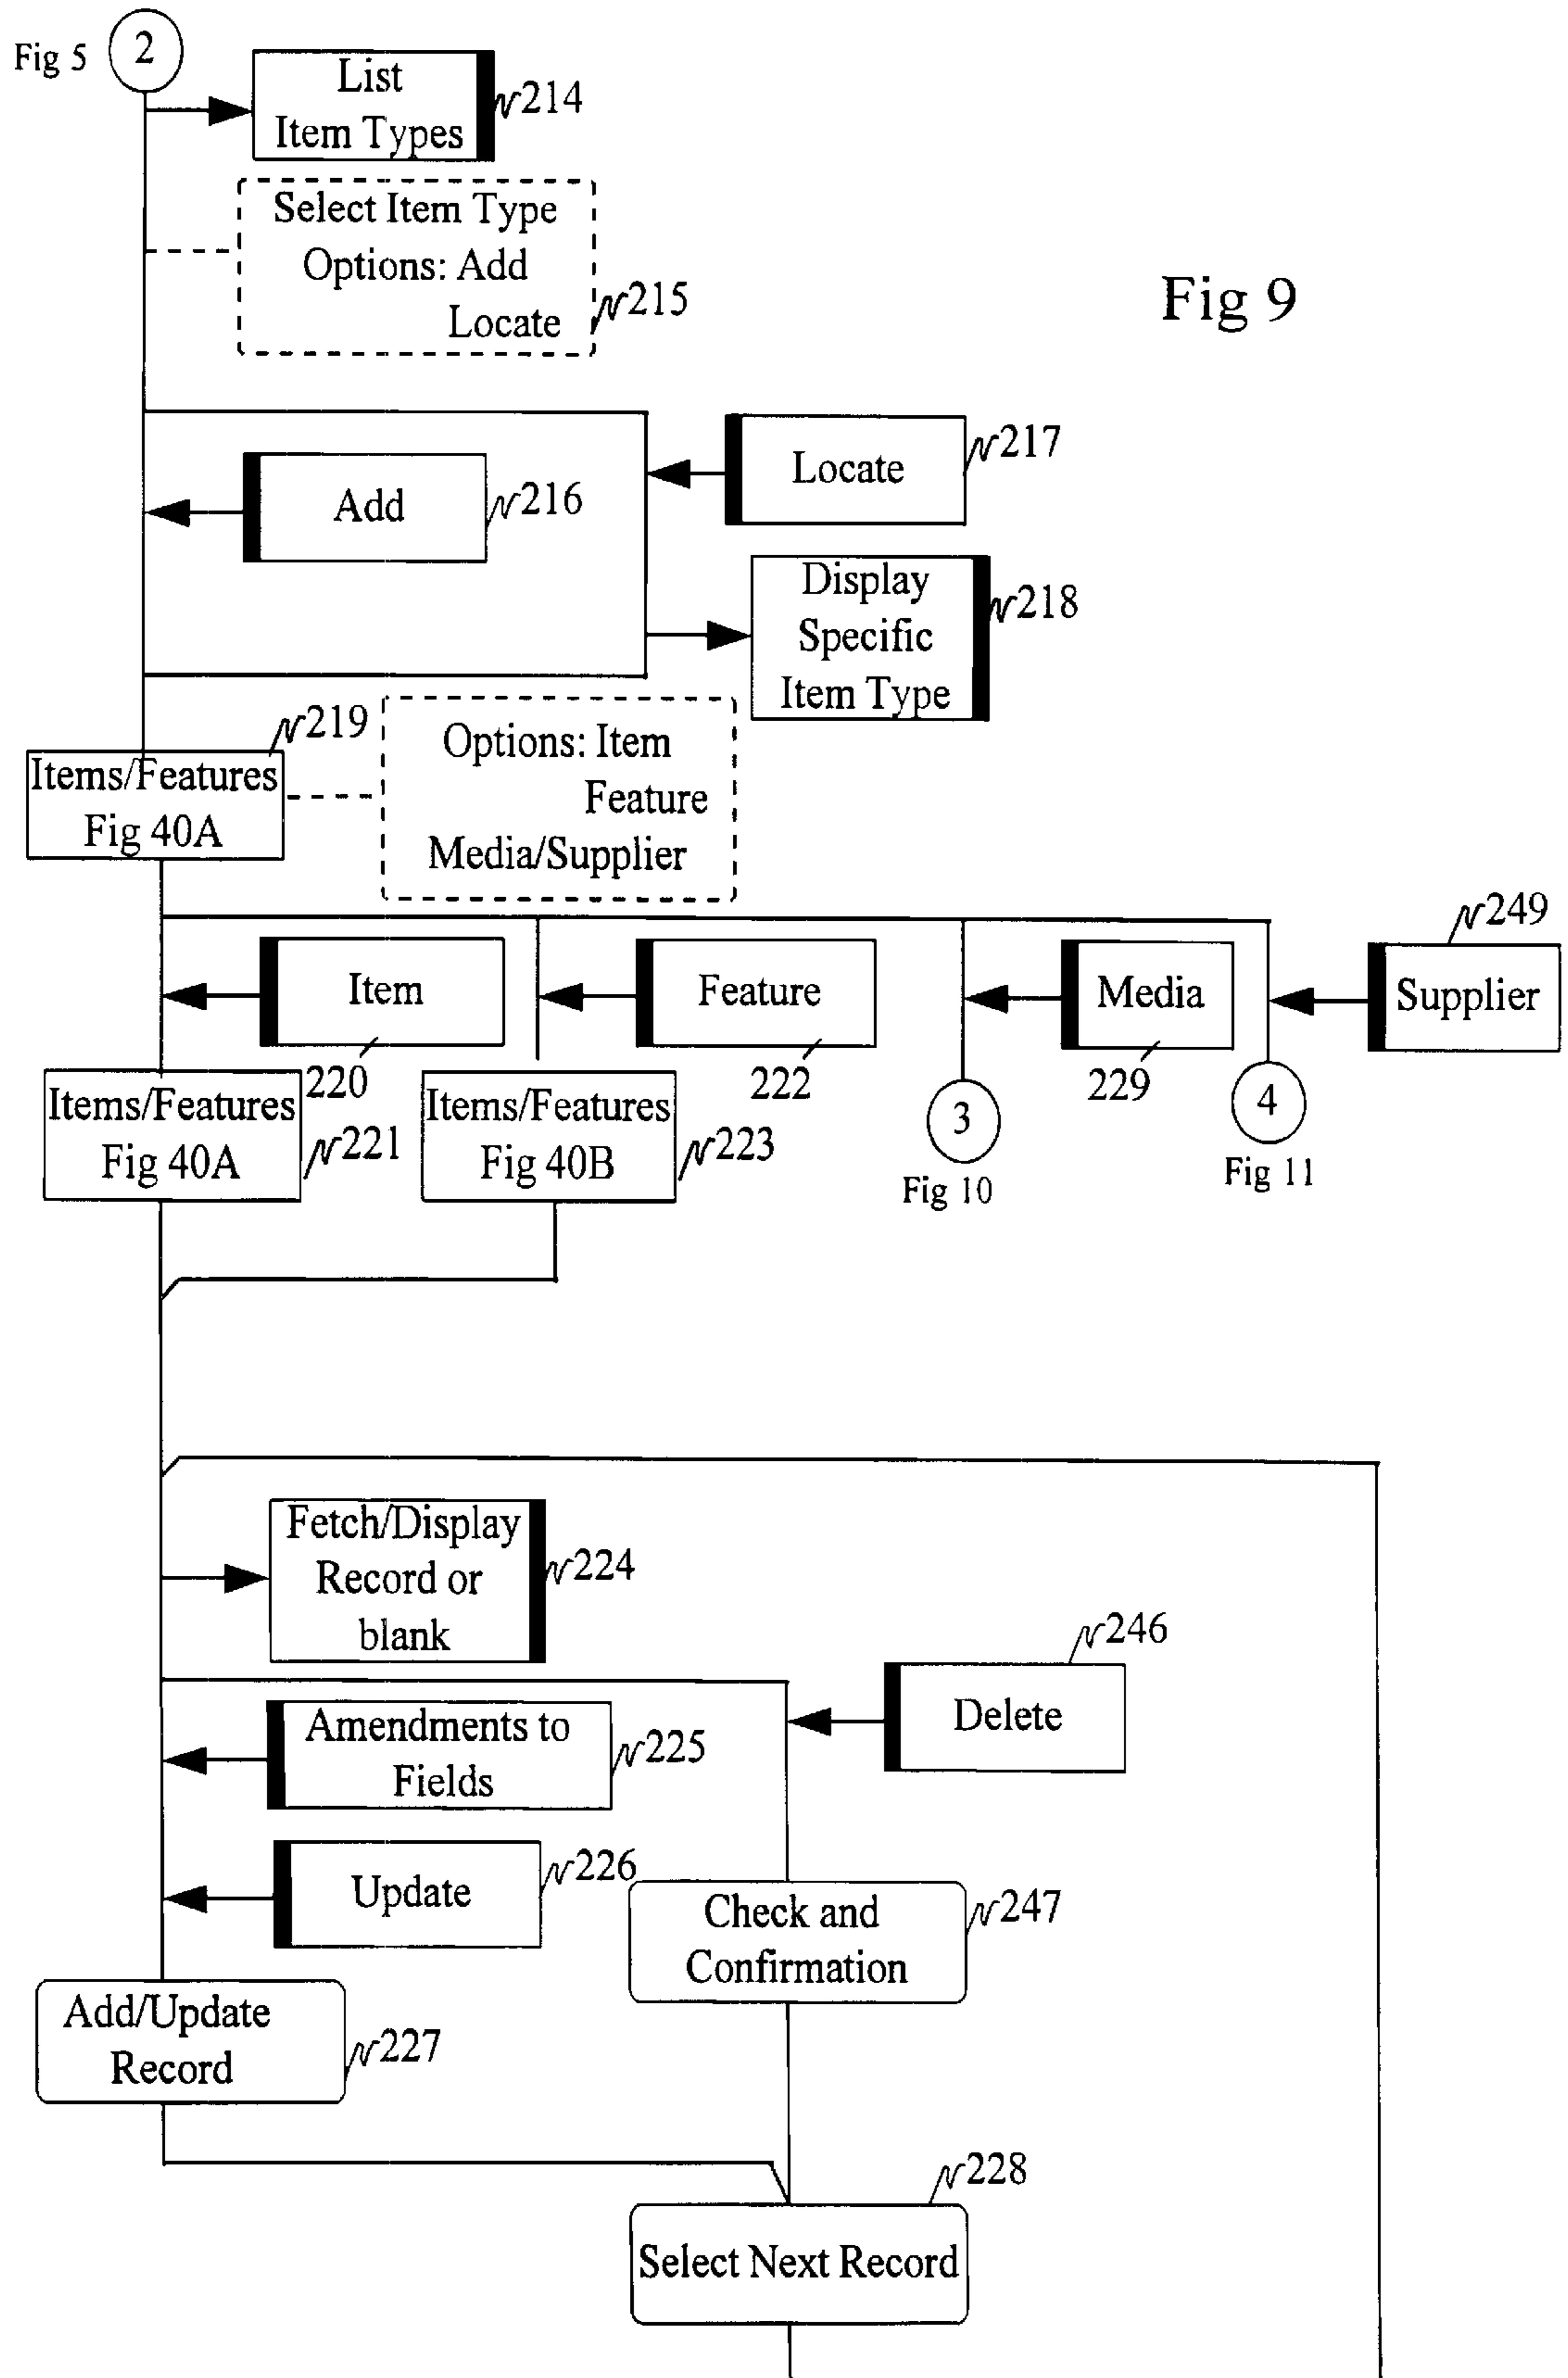 Fig 5
2
List
Item Types
214
Select Item Type
Options: Add
Locate
215
Fig 9
Locate
217
Add
216
Display
Specific
Item Type
218
219
Items/Features
Fig 40A
Options: Item
Feature
Media/Supplier
249
Item
220
Feature
222
Media
229
Supplier
Items/Features
Fig 40A
221
Items/Features
Fig 40B
223
3
Fig 10
4
Fig 11
Fetch/Display
Record or
blank
224
246
Delete
Amendments to
Fields
225
Update
226
Check and
Confirmation
247
Add/Update
Record
227
228
Select Next Record